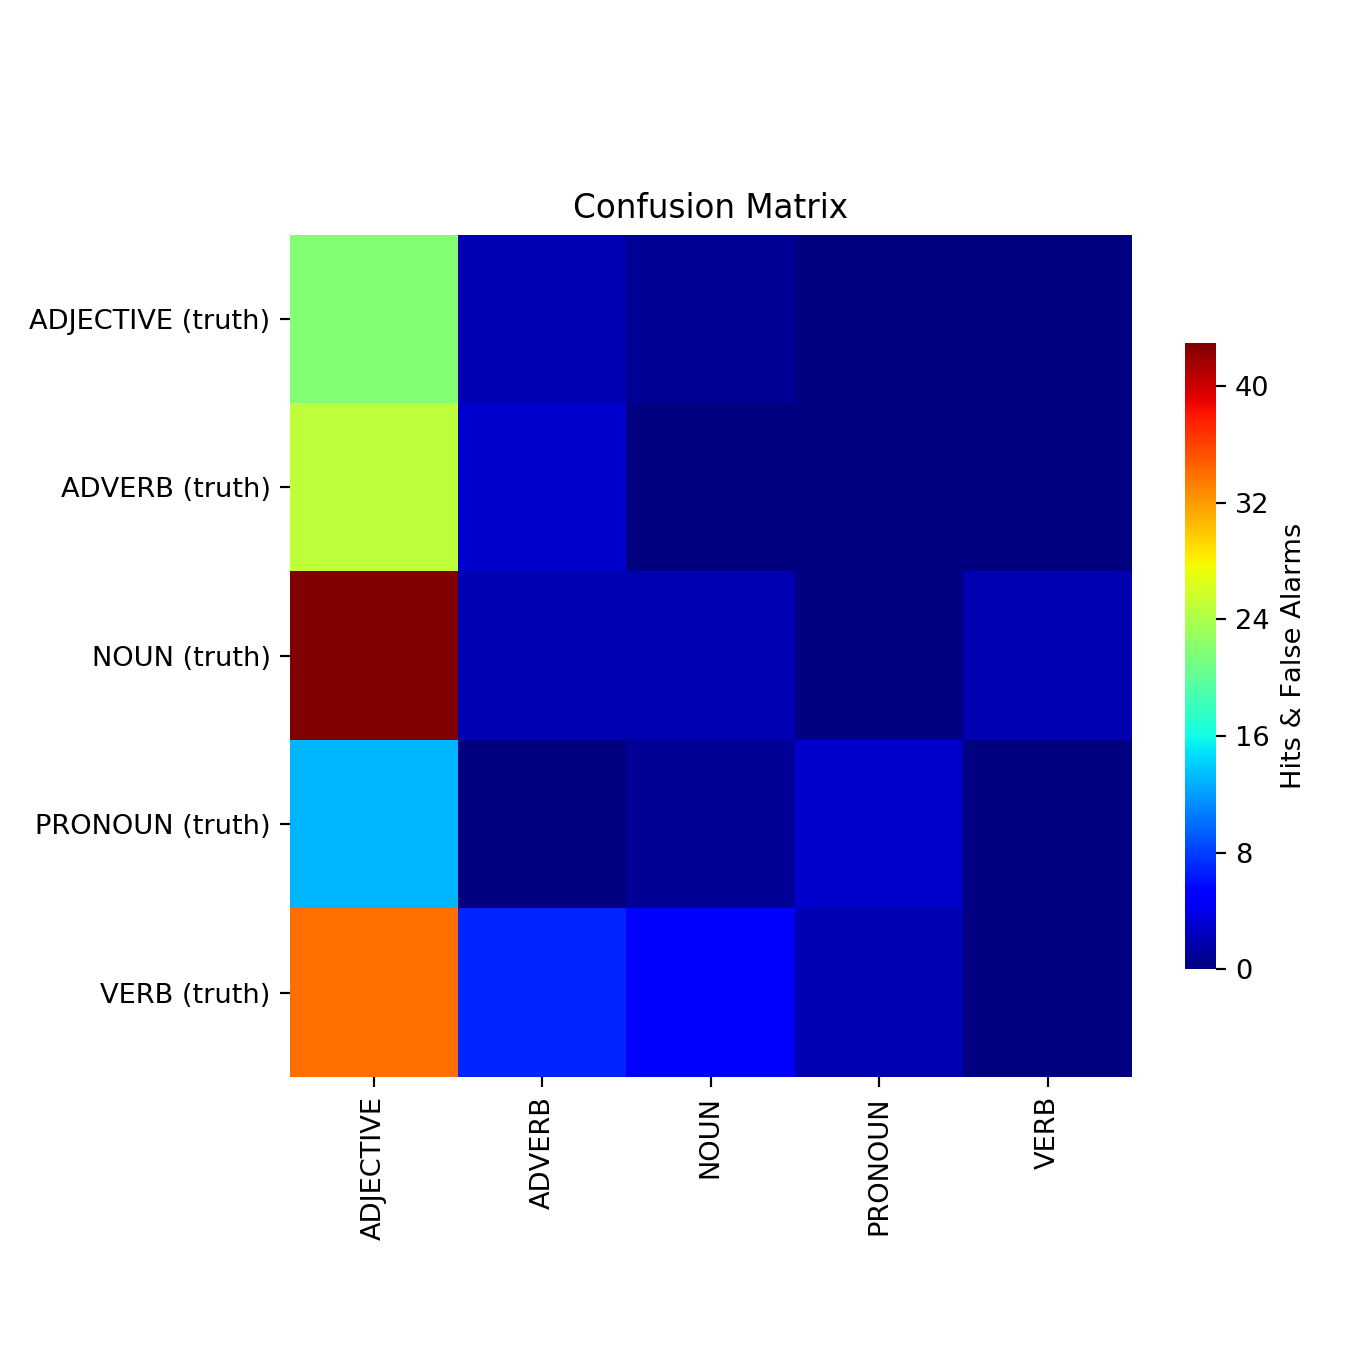 Confusion Matrix
ADJECTIVE (truth)
ADVERB (truth)
NOUN (truth)
PRONOUN (truth)
VERB (truth)
ADJECTIVE
ADVERB
NOUN
PRONOUN
VERB
40
32
24
16
8
0
Hits & False Alarms